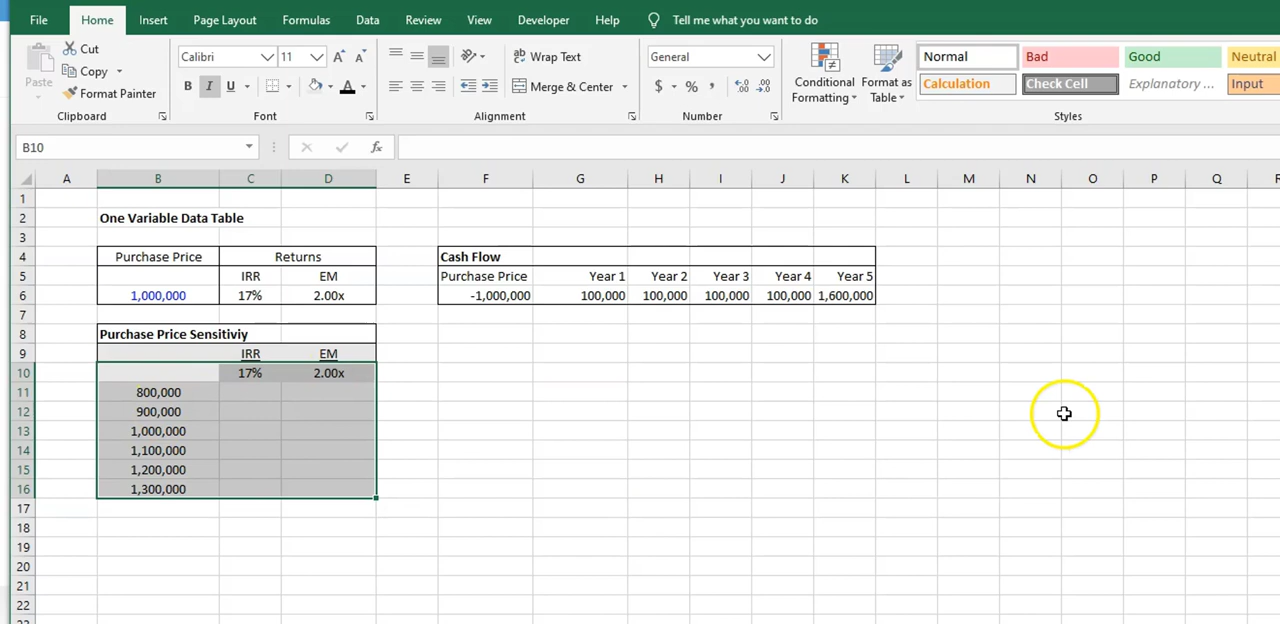 File Home Insert Page Layout Formulas Data Review View Developer Help Tell me what you want to do
Paste
Cut
Copy
Format Painter
Clipboard
Calibri 11
B I U A
Font
Wrap Text
Merge & Center
Alignment
General
$ % ,
Number
Conditional Formatting
Format as Table
Normal Bad Good Neutral
Calculation Check Cell Explanatory ... Input
Styles
B10 fx
A B C D E F G H I J K L M N O P Q R
1
2 One Variable Data Table
3
4 Purchase Price Returns Cash Flow
5 IRR EM Purchase Price Year 1 Year 2 Year 3 Year 4 Year 5
6 1,000,000 17% 2.00x -1,000,000 100,000 100,000 100,000 100,000 1,600,000
7
8 Purchase Price Sensitiviy
9 IRR EM
10 17% 2.00x
11 800,000
12 900,000
13 1,000,000
14 1,100,000
15 1,200,000
16 1,300,000
17
18
19
20
21
22
23